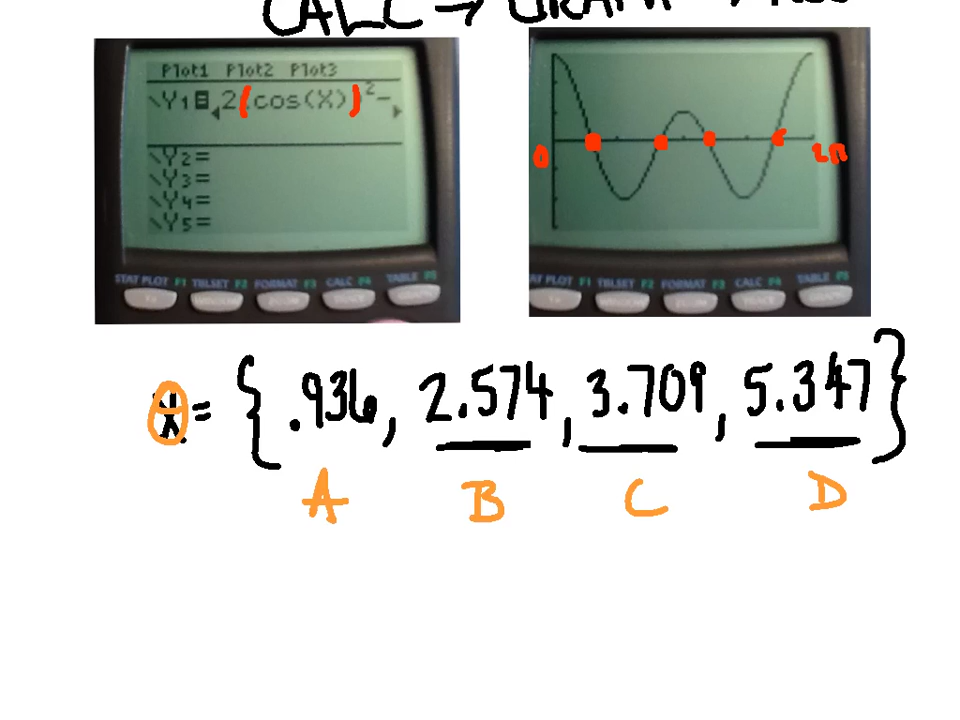 CALC → GRAPH →
Plot1 Plot2 Plot3
\Y1=2(cos(X))²-
\Y2=
\Y3=
\Y4=
\Y5=
STAT PLOT F1 TBLSET F2 FORMAT F3 CALC F4 TABLE F5
0
2π
STAT PLOT F1 TBLSET F2 FORMAT F3 CALC F4 TABLE F5
X = { .936, 2.574, 3.709, 5.347 }
A B C D